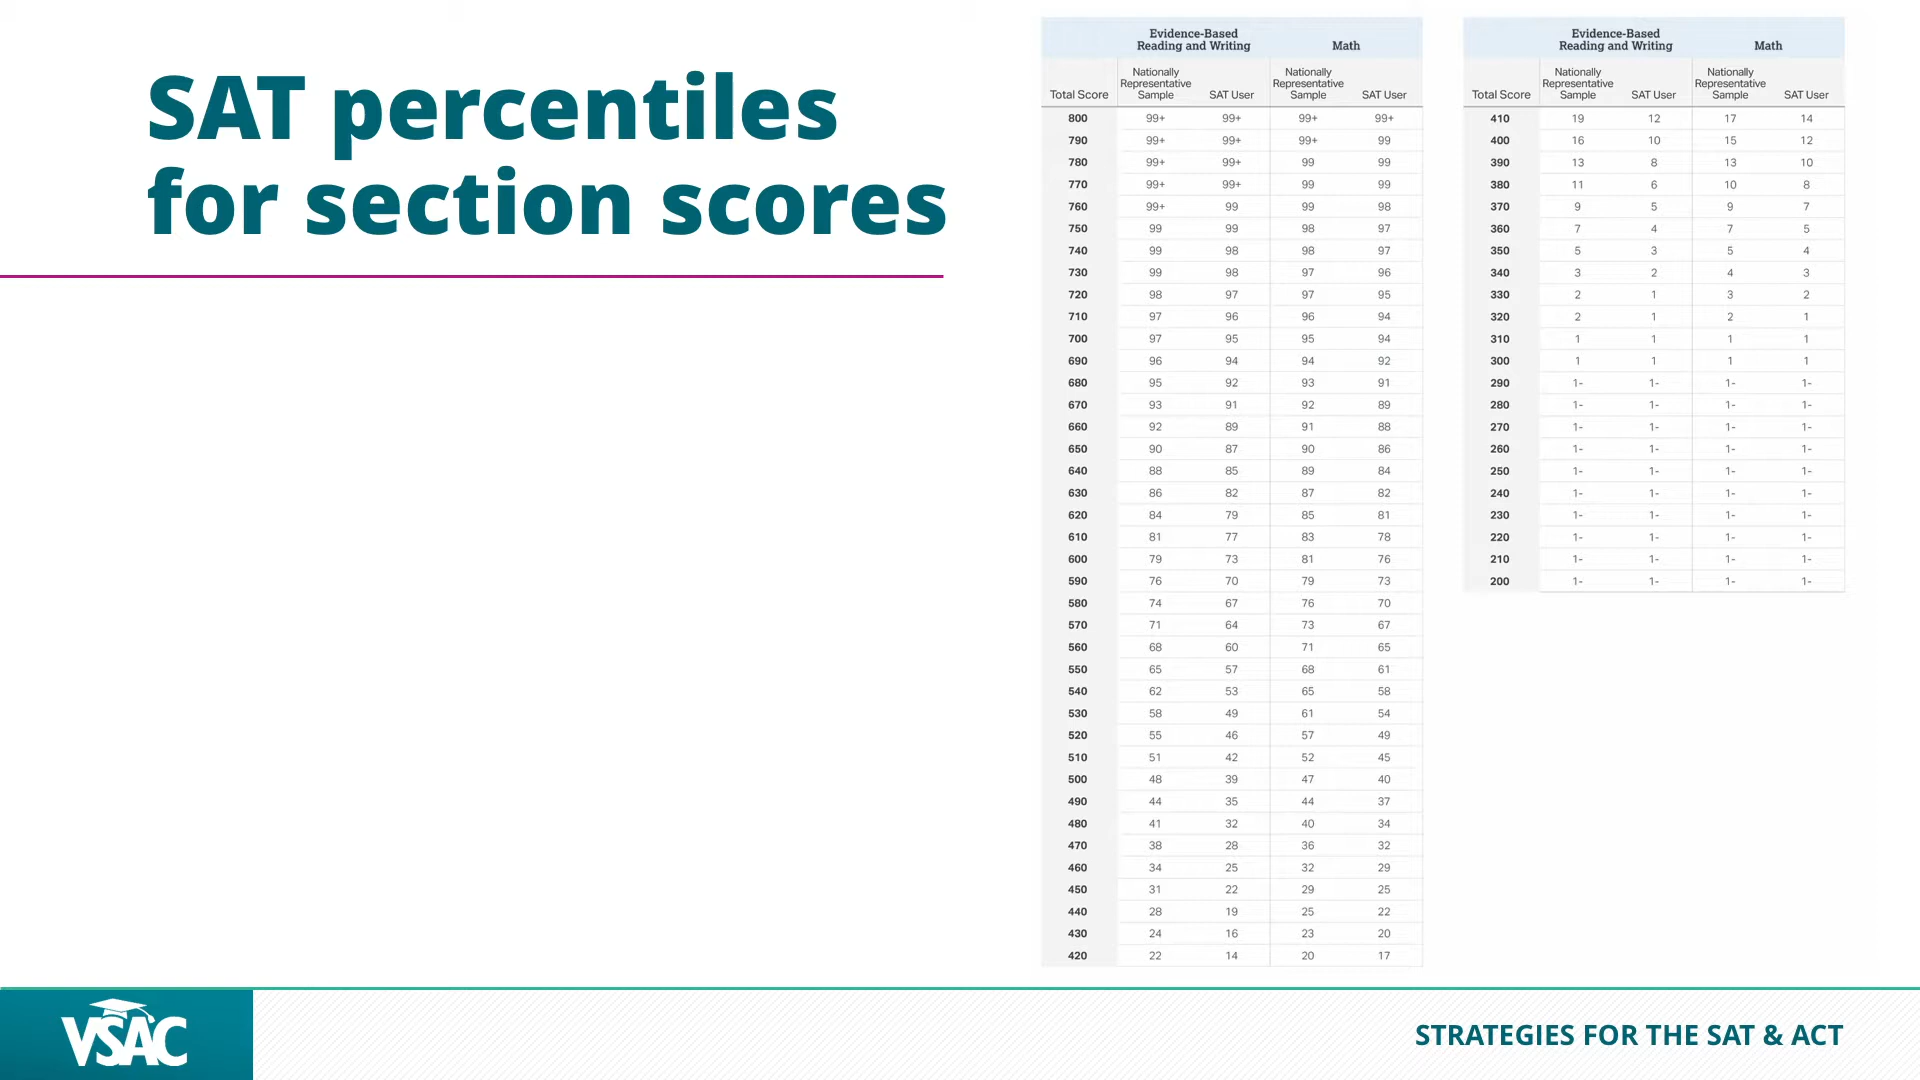 SAT percentiles
for section scores
Evidence-Based
Reading and Writing Math
Nationally Nationally
Representative Representative
Total Score Sample SAT User Sample SAT User
800 99+ 99+ 99+ 99+
790 99+ 99+ 99+ 99
780 99+ 99+ 99 99
770 99+ 99+ 99 99
760 99+ 99 99 98
750 99 99 98 97
740 99 98 98 97
730 99 98 97 96
720 98 97 97 95
710 97 96 96 94
700 97 95 95 94
690 96 94 94 92
680 95 92 93 91
670 93 91 92 89
660 92 89 91 88
650 90 87 90 86
640 88 85 89 84
630 86 82 87 82
620 84 79 85 81
610 81 77 83 78
600 79 73 81 76
590 76 70 79 73
580 74 67 76 70
570 71 64 73 67
560 68 60 71 65
550 65 57 68 61
540 62 53 65 58
530 58 49 61 54
520 55 46 57 49
510 51 42 52 45
500 48 39 47 40
490 44 35 44 37
480 41 32 40 34
470 38 28 36 32
460 34 25 32 29
450 31 22 29 25
440 28 19 25 22
430 24 16 23 20
420 22 14 20 17
Evidence-Based
Reading and Writing Math
Nationally Nationally
Representative Representative
Total Score Sample SAT User Sample SAT User
410 19 12 17 14
400 16 10 15 12
390 13 8 13 10
380 11 6 10 8
370 9 5 9 7
360 7 4 7 5
350 5 3 5 4
340 3 2 4 3
330 2 1 3 2
320 2 1 2 1
310 1 1 1 1
300 1 1 1 1
290 1- 1- 1- 1-
280 1- 1- 1- 1-
270 1- 1- 1- 1-
260 1- 1- 1- 1-
250 1- 1- 1- 1-
240 1- 1- 1- 1-
230 1- 1- 1- 1-
220 1- 1- 1- 1-
210 1- 1- 1- 1-
200 1- 1- 1- 1-
VSAC
STRATEGIES FOR THE SAT & ACT